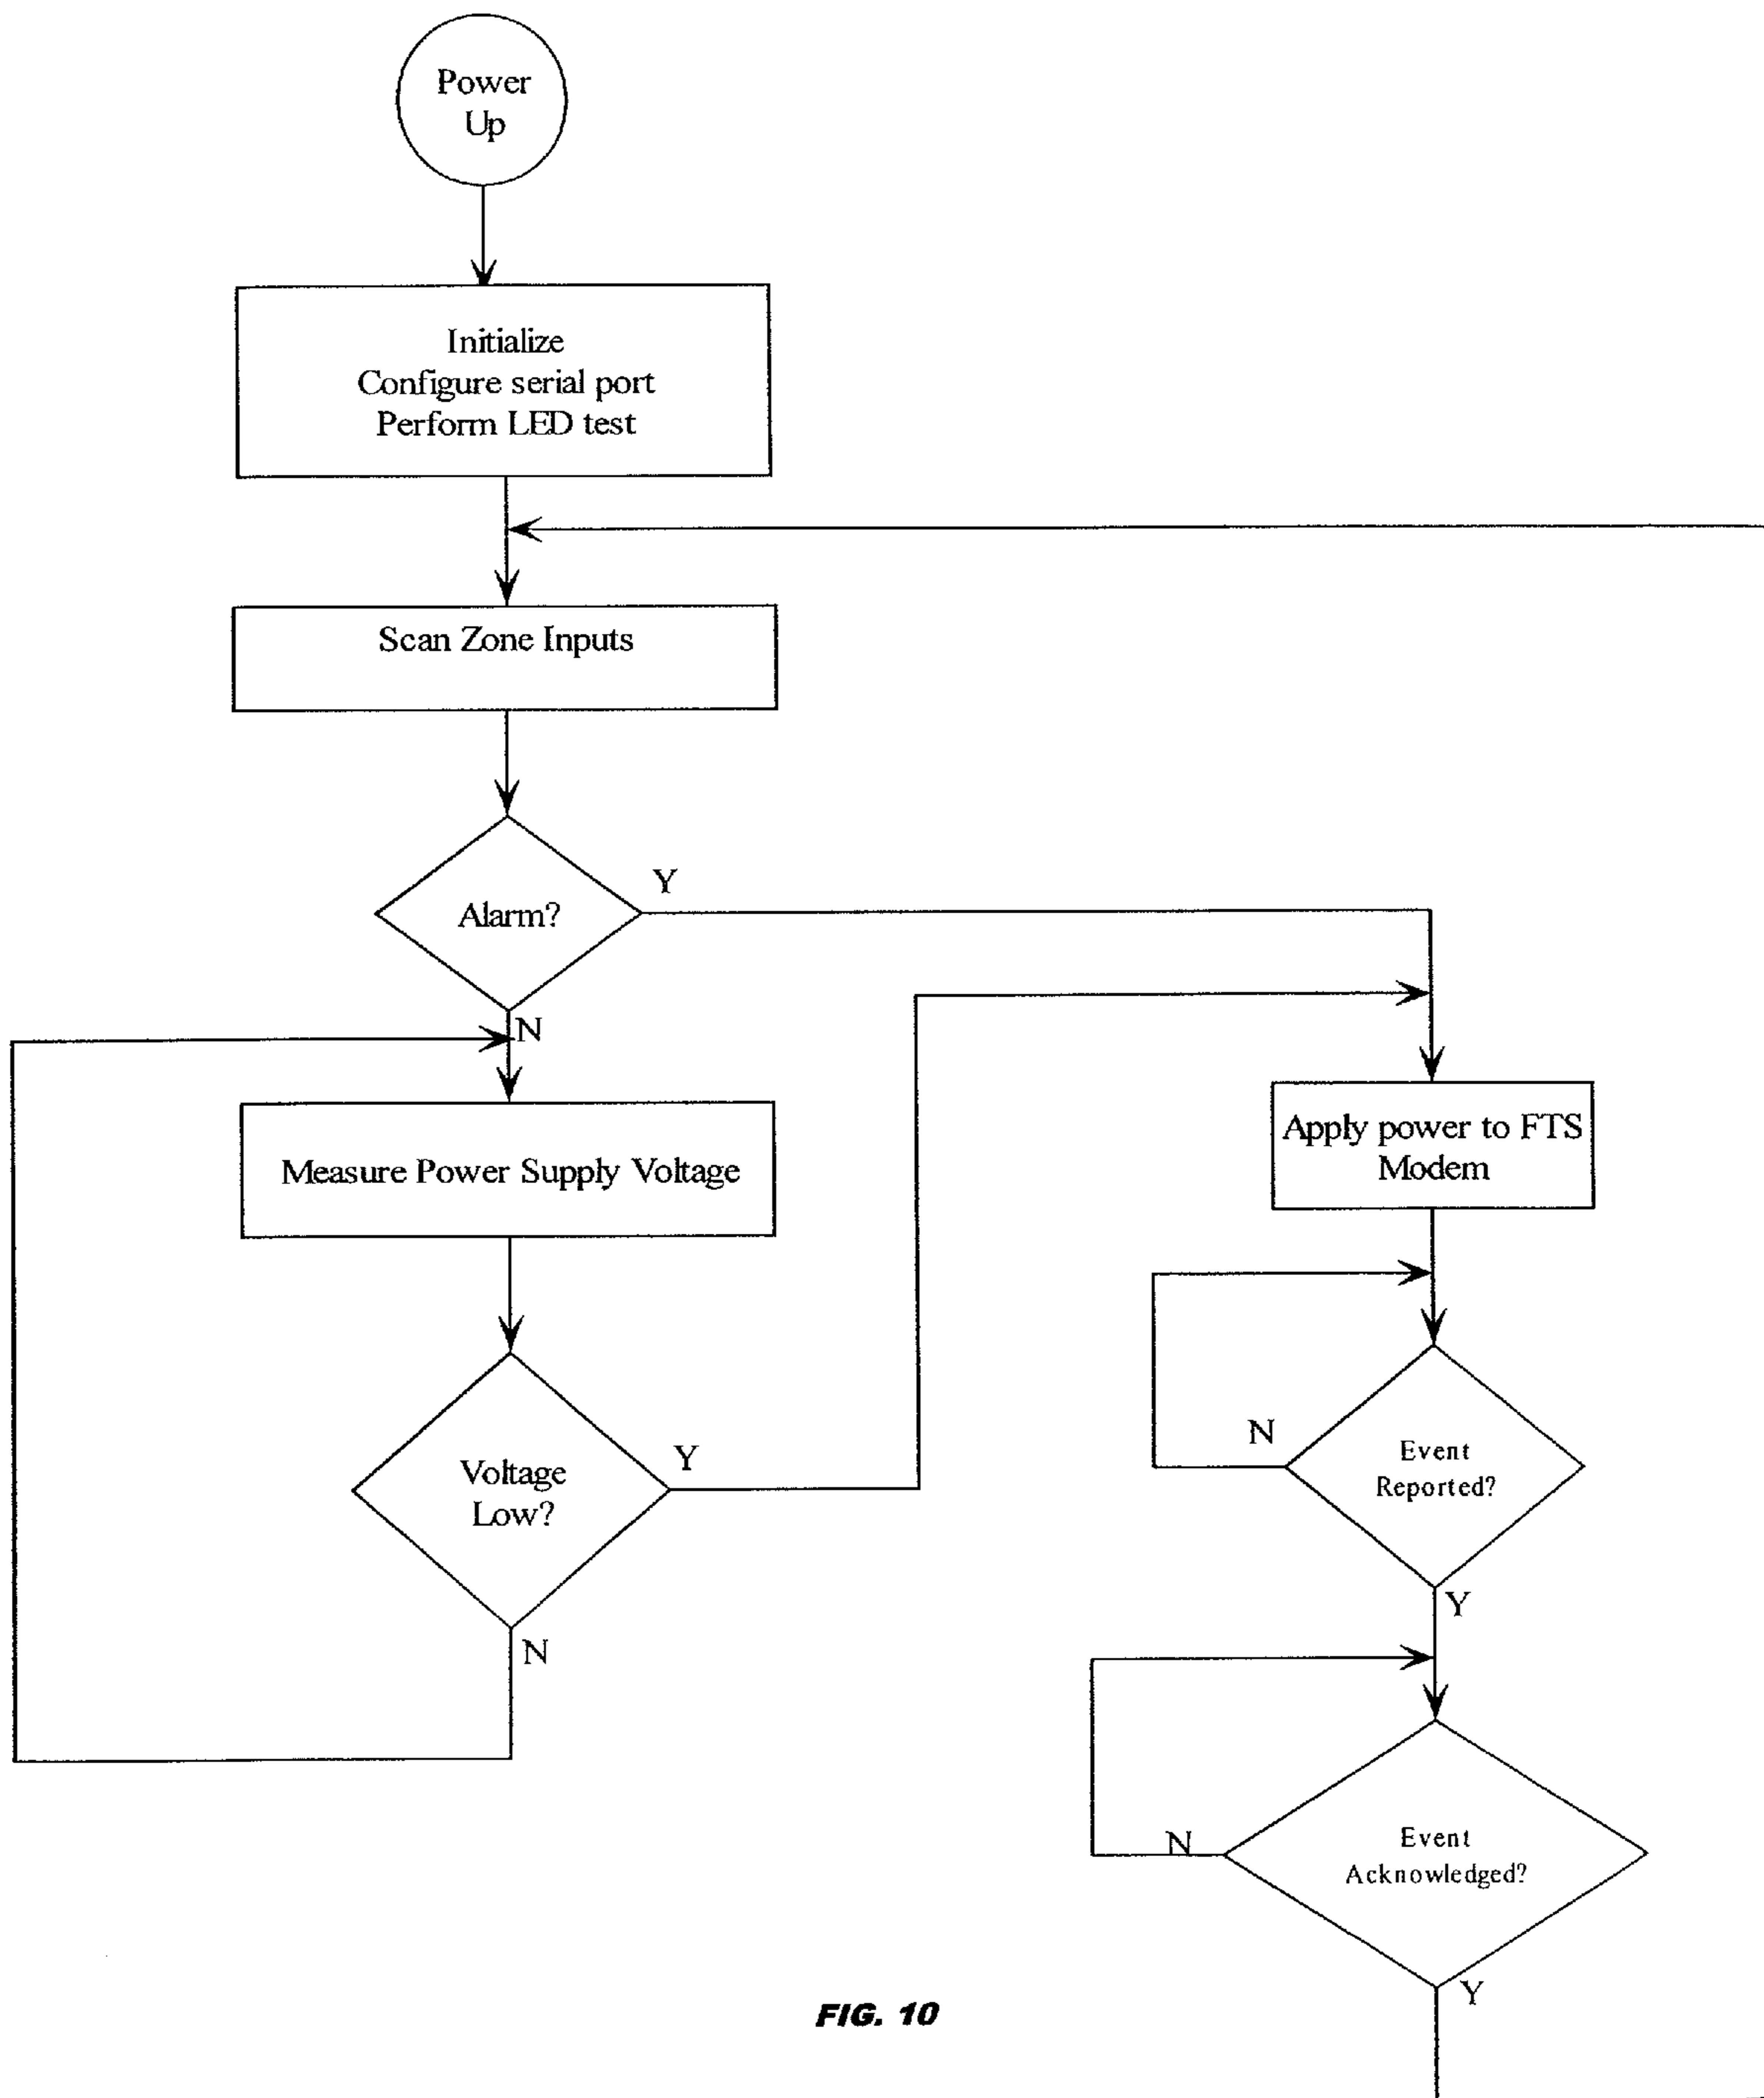 Power
Up
Initialize
Configure serial port
Perform LED test
Scan Zone Inputs
Alarm?
Y
N
Measure Power Supply Voltage
Voltage
Low?
Y
N
Apply power to FTS
Modem
Event
Reported?
N
Y
Event
Acknowledged?
N
Y
FIG. 10